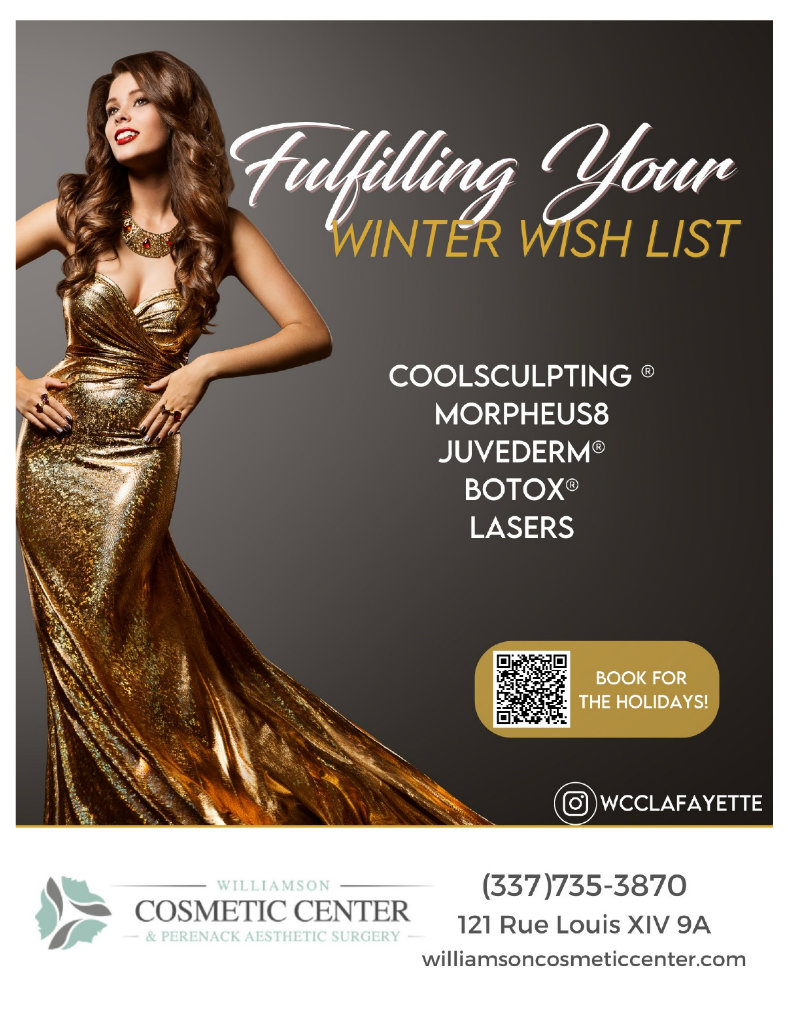 Fulfilling Your
WINTER WISH LIST
COOLSCULPTING ®
MORPHEUS8
JUVEDERM®
BOTOX®
LASERS
BOOK FOR
THE HOLIDAYS!
WCCLAFAYETTE
WILLIAMSON
COSMETIC CENTER
& PERENACK AESTHETIC SURGERY
(337)735-3870
121 Rue Louis XIV 9A
williamsoncosmeticcenter.com